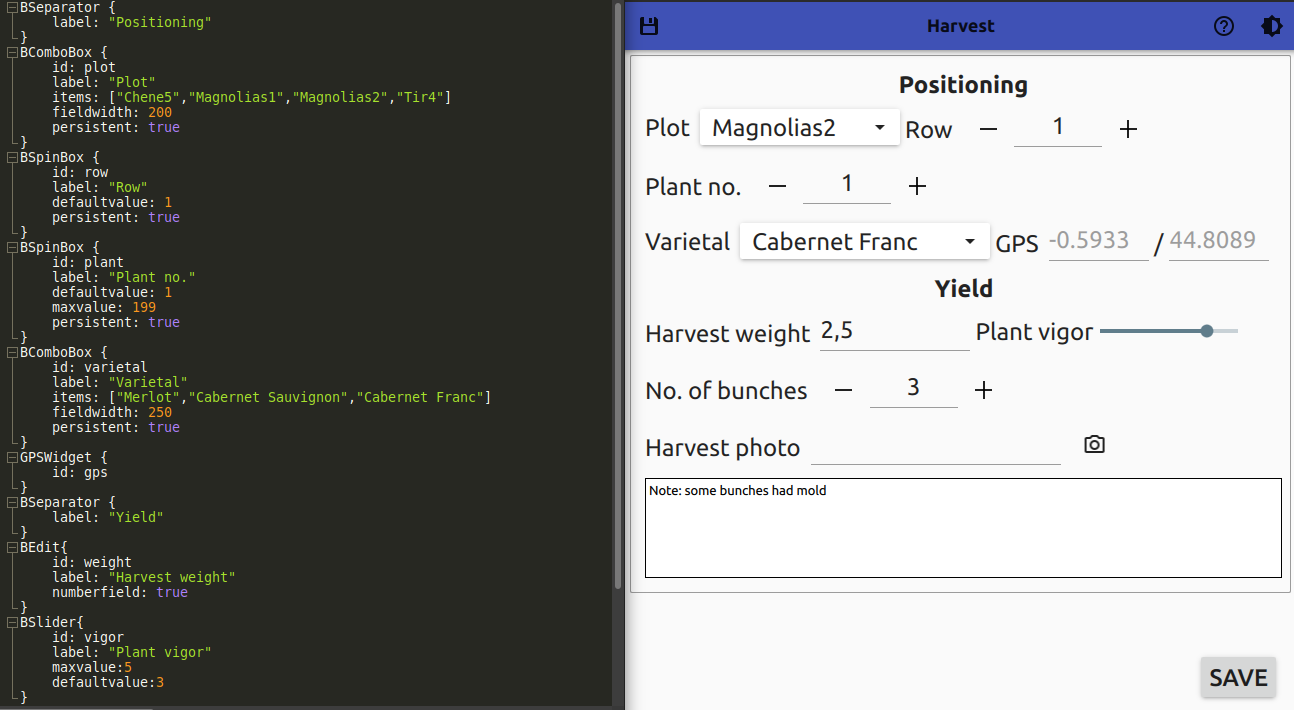 BSeparator {
label: "Positioning"
}
BComboBox {
id: plot
label: "Plot"
items: ["Chene5","Magnolias1","Magnolias2","Tir4"]
fieldwidth: 200
persistent: true
}
BSpinBox {
id: row
label: "Row"
defaultvalue: 1
persistent: true
}
BSpinBox {
id: plant
label: "Plant no."
defaultvalue: 1
maxvalue: 199
persistent: true
}
BComboBox {
id: varietal
label: "Varietal"
items: ["Merlot","Cabernet Sauvignon","Cabernet Franc"]
fieldwidth: 250
persistent: true
}
GPSWidget {
id: gps
}
BSeparator {
label: "Yield"
}
BEdit{
id: weight
label: "Harvest weight"
numberfield: true
}
BSlider{
id: vigor
label: "Plant vigor"
maxvalue:5
defaultvalue:3
}
Harvest
Positioning
Plot Magnolias2 Row − 1 +
Plant no. − 1 +
Varietal Cabernet Franc GPS -0.5933 / 44.8089
Yield
Harvest weight 2,5 Plant vigor
No. of bunches − 3 +
Harvest photo
Note: some bunches had mold
SAVE